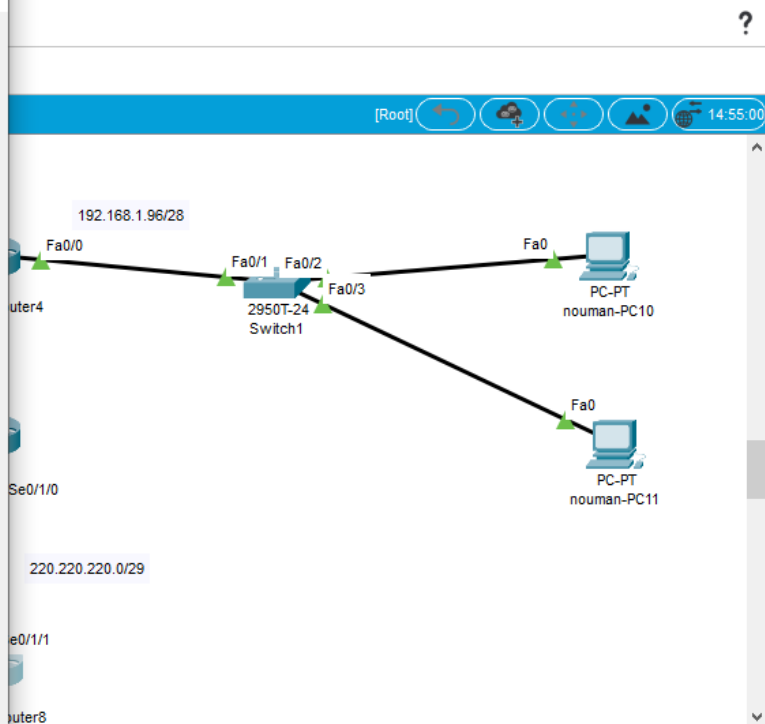 ?
[Root]
14:55:00
192.168.1.96/28
Fa0/0
Fa0/1
Fa0/2
Fa0
Fa0/3
uter4
2950T-24
Switch1
PC-PT
nouman-PC10
Fa0
PC-PT
nouman-PC11
Se0/1/0
220.220.220.0/29
e0/1/1
uter8